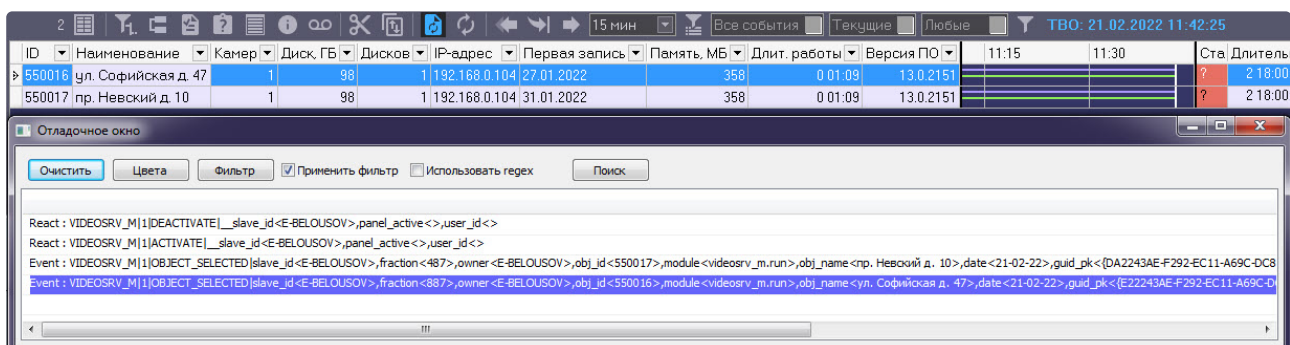 2 15 мин Все события Текущие Любые ТВО: 21.02.2022 11:42:25
ID Наименование Камер Диск, ГБ Дисков IP-адрес Первая запись Память, МБ Длит. работы Версия ПО 11:15 11:30 Ста Длитель
550016 ул. Софийская д. 47 1 98 1 192.168.0.104 27.01.2022 358 0 01:09 13.0.2151 ? 2 18:00
550017 пр. Невский д. 10 1 98 1 192.168.0.104 31.01.2022 358 0 01:09 13.0.2151 ? 2 18:00
Отладочное окно
Очистить Цвета Фильтр Применить фильтр Использовать regex Поиск
React : VIDEOSRV_M|1|DEACTIVATE|__slave_id<E-BELOUSOV>,panel_active<>,user_id<>
React : VIDEOSRV_M|1|ACTIVATE|__slave_id<E-BELOUSOV>,panel_active<>,user_id<>
Event : VIDEOSRV_M|1|OBJECT_SELECTED|slave_id<E-BELOUSOV>,fraction<487>,owner<E-BELOUSOV>,obj_id<550017>,module<videosrv_m.run>,obj_name<пр. Невский д. 10>,date<21-02-22>,guid_pk<{DA2243AE-F292-EC11-A69C-DC8
Event : VIDEOSRV_M|1|OBJECT_SELECTED|slave_id<E-BELOUSOV>,fraction<887>,owner<E-BELOUSOV>,obj_id<550016>,module<videosrv_m.run>,obj_name<ул. Софийская д. 47>,date<21-02-22>,guid_pk<{E22243AE-F292-EC11-A69C-D